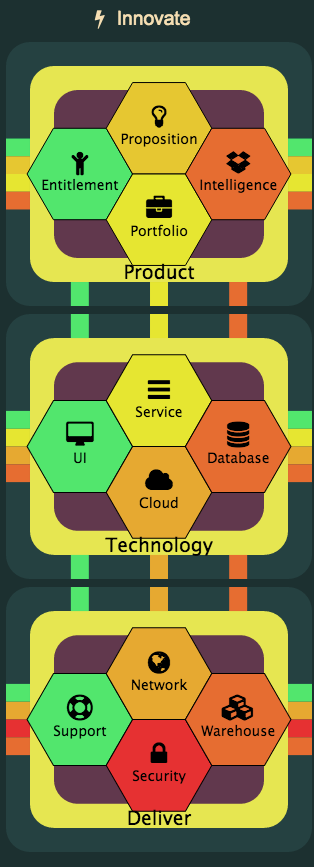 Innovate
Proposition
Entitlement
Intelligence
Portfolio
Product
Service
UI
Database
Cloud
Technology
Network
Support
Warehouse
Security
Deliver